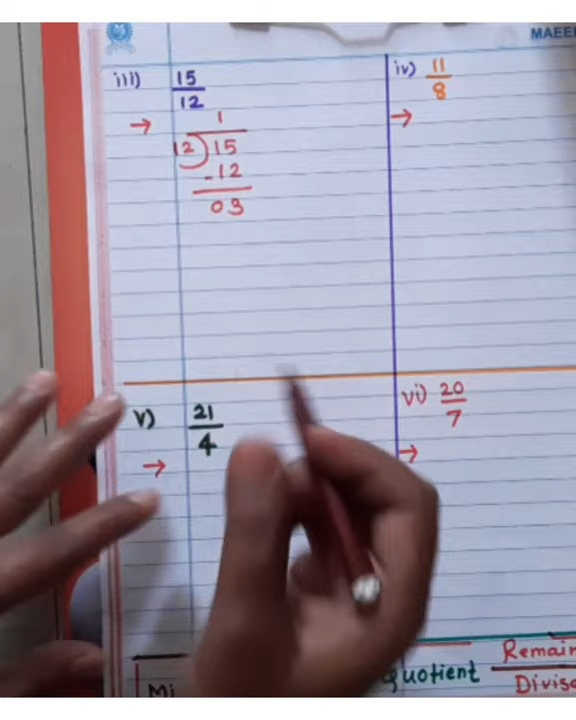 MAEE
iii) 15/12
→ 1
12)15
-12
03
iv) 11/8
→
v) 21/4
→
vi) 20/7
→
Mi
quotient Remain
Diviso